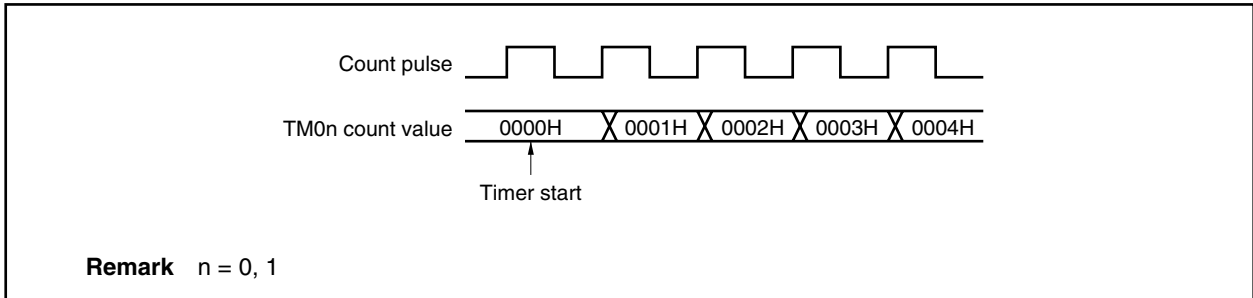 Count pulse
TM0n count value 0000H 0001H 0002H 0003H 0004H
Timer start
Remark n = 0, 1